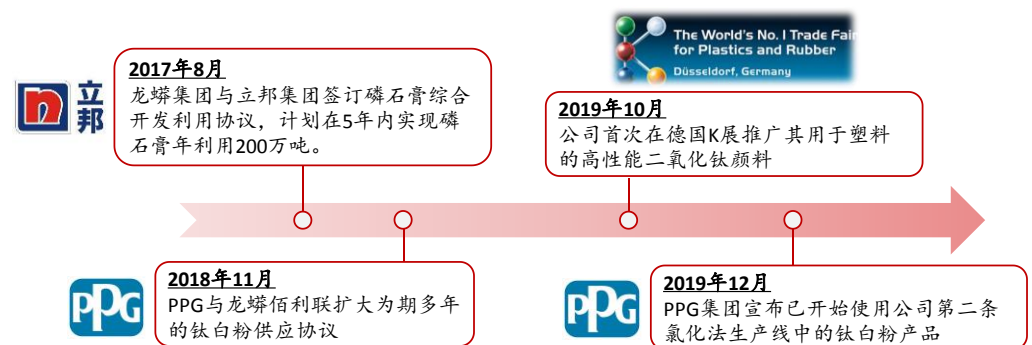 The World's No. 1 Trade Fair
for Plastics and Rubber
Düsseldorf, Germany
立邦
2017年8月
龙蟒集团与立邦集团签订磷石膏综合
开发利用协议，计划在5年内实现磷
石膏年利用200万吨。
2019年10月
公司首次在德国K展推广其用于塑料
的高性能二氧化钛颜料
PPG
2018年11月
PPG与龙蟒佰利联扩大为期多年
的钛白粉供应协议
PPG
2019年12月
PPG集团宣布已开始使用公司第二条
氯化法生产线中的钛白粉产品